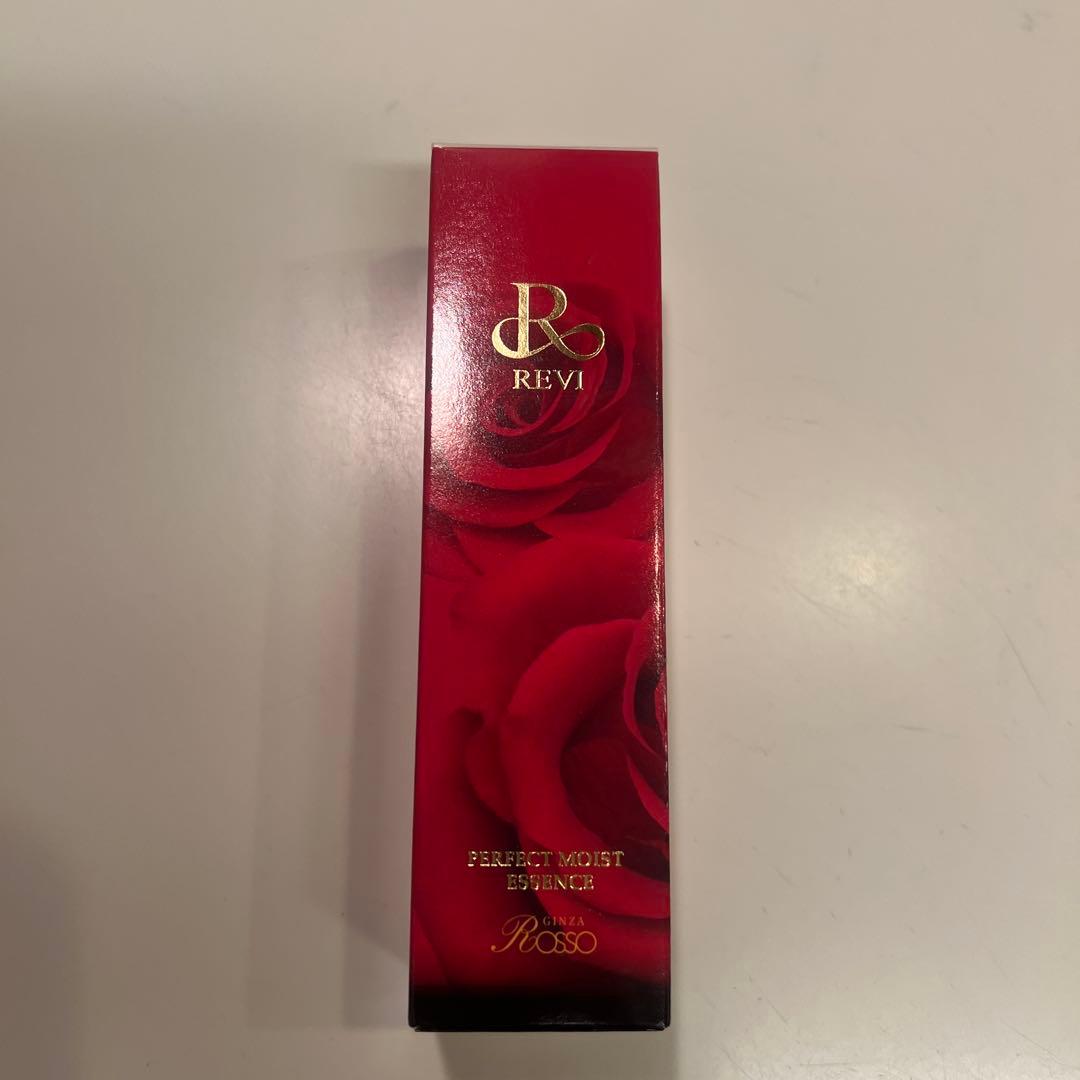 R
REVI
PERFECT MOIST
ESSENCE
GINZA
ROSSO